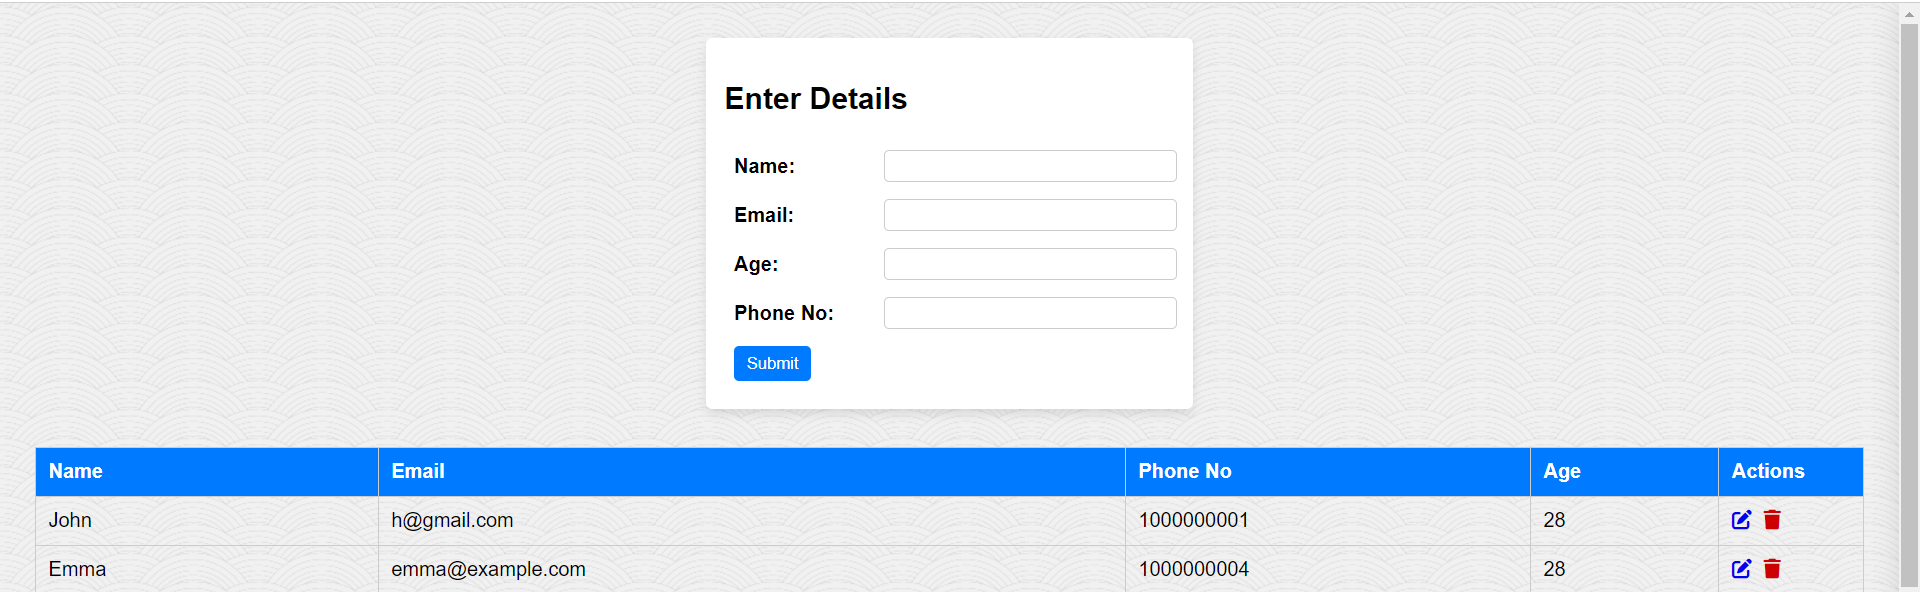 Enter Details
Name:
Email:
Age:
Phone No:
Submit
Name Email Phone No Age Actions
John h@gmail.com 1000000001 28
Emma emma@example.com 1000000004 28